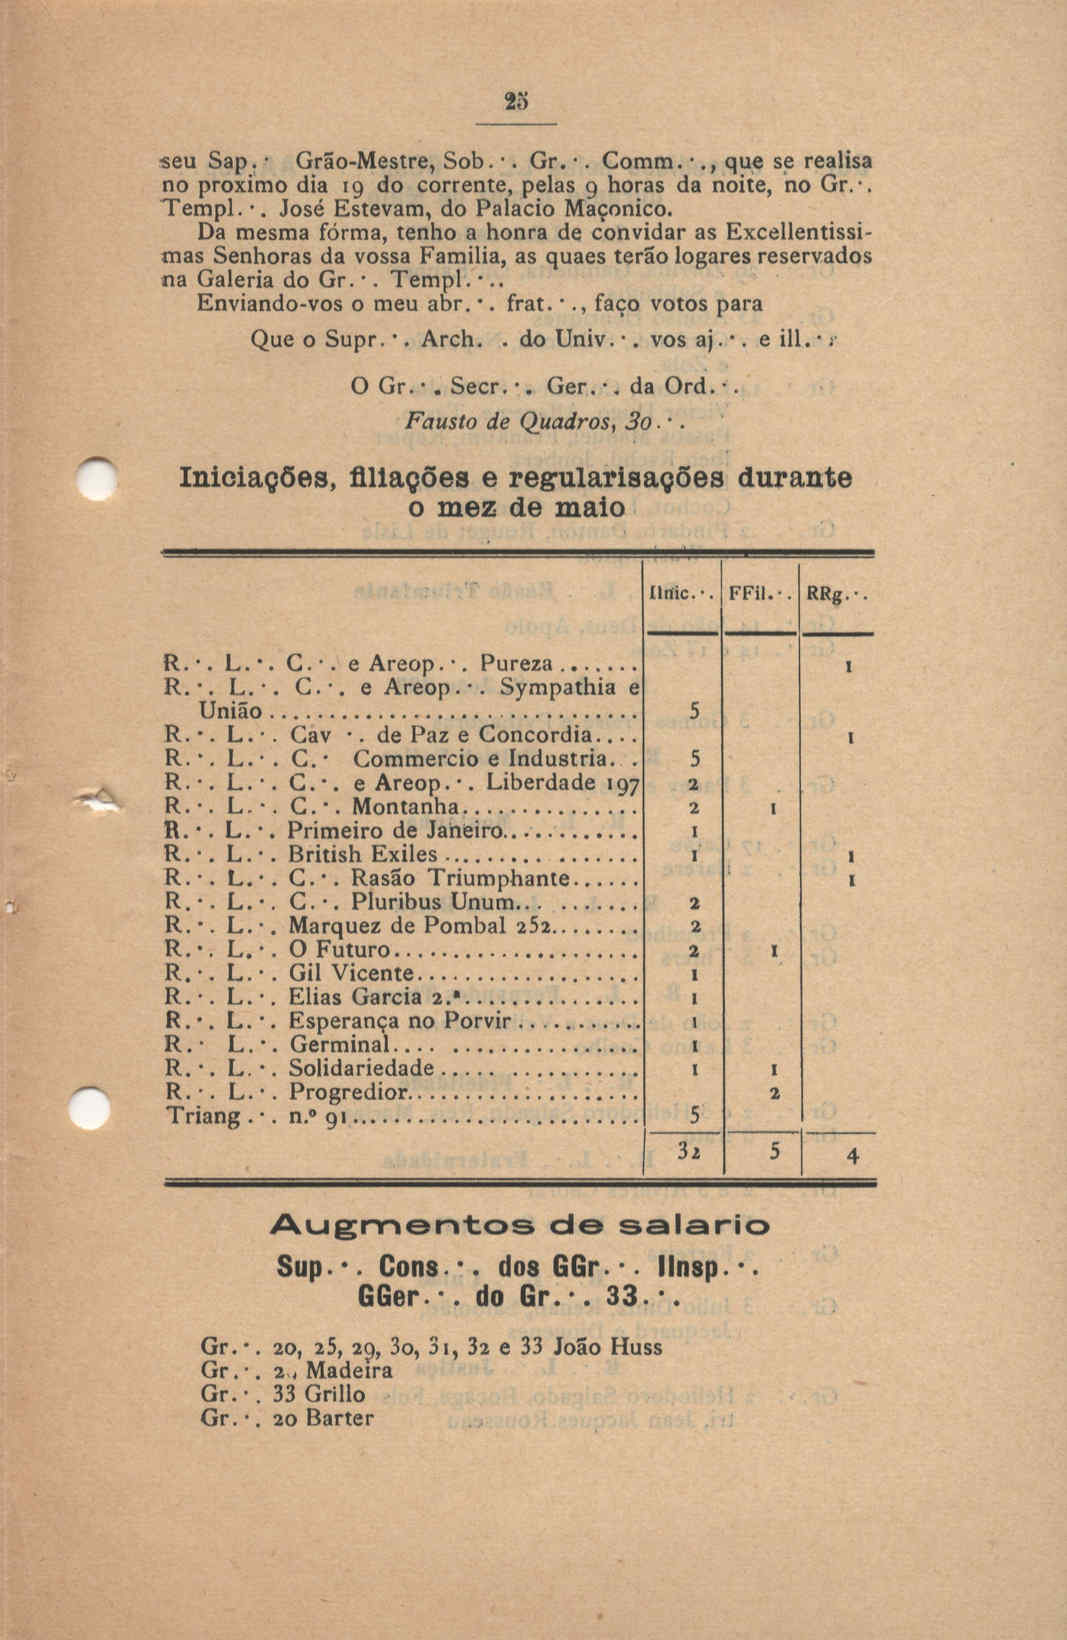 25
seu Sap.· Grão-Mestre, Sob.·. Gr.·. Comm.·., que se realisa
no proximo dia 19 do corrente, pelas 9 horas da noite, no Gr.·.
Templ.·. José Estevam, do Palacio Maçonico.
Da mesma fórma, tenho a honra de convidar as Excellentissi-
mas Senhoras da vossa Familia, as quaes terão logares reservados
na Galeria do Gr.·. Templ.·..
Enviando-vos o meu abr.·. frat.·., faço votos para
Que o Supr.·. Arch. . do Univ.·. vos aj.·. e ill.·.
O Gr.·. Secr.·. Ger.·. da Ord.·.
Fausto de Quadros, 30.·.
Iniciações, filiações e regularisações durante
o mez de maio
IInic.·. FFil.·. RRg.·.
R.·. L.·. C.·. e Areop.·. Pureza ....... 1
R.·. L.·. C.·. e Areop.·. Sympathia e
União .............................. 5
R.·. L.·. Cav ·. de Paz e Concordia.... 1
R.·. L.·. C.· Commercio e Industria. . . 5
R.·. L.·. C.·. e Areop.·. Liberdade 197 2
R.·. L.·. C.·. Montanha............... 2 1
R.·. L.·. Primeiro de Janeiro............ 1
R.·. L.·. British Exiles ......... ....... 1 1
R.·. L.·. C.·. Rasão Triumphante...... 1
R.·. L.·. C.·. Pluribus Unum... ........ 2
R.·. L.·. Marquez de Pombal 252........ 2
R.·. L.·. O Futuro.................... 2 1
R.·. L.·. Gil Vicente.................. 1
R.·. L.·. Elias Garcia 2.ª.............. 1
R.·. L.·. Esperança no Porvir.......... 1
R.· L.·. Germinal.... ............... 1
R.·. L.·. Solidariedade ..... .......... 1 1
R.·. L.·. Progredior................... 2
Triang.·. n.º 91....................... 5
32 5 4
Augmentos de salario
Sup.·. Cons.·. dos GGr.·. IInsp.·.
GGer.·. do Gr.·. 33.·.
Gr.·. 20, 25, 29, 30, 31, 32 e 33 João Huss
Gr.·. Madeira
Gr.·. 33 Grillo
Gr.·. 20 Barter